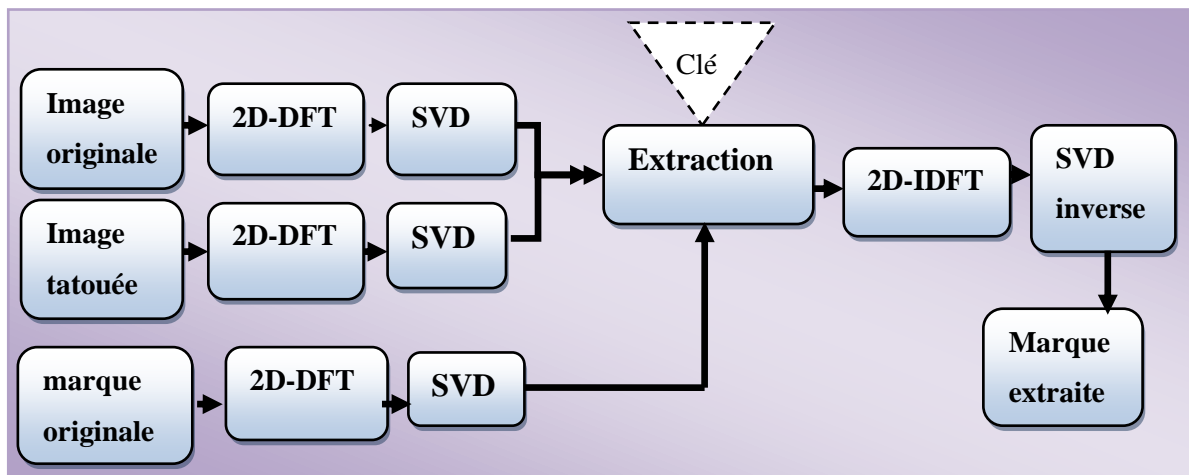 Clé
Image
originale
2D-DFT
SVD
Extraction
2D-IDFT
SVD
inverse
Image
tatouée
2D-DFT
SVD
marque
originale
2D-DFT
SVD
Marque
extraite